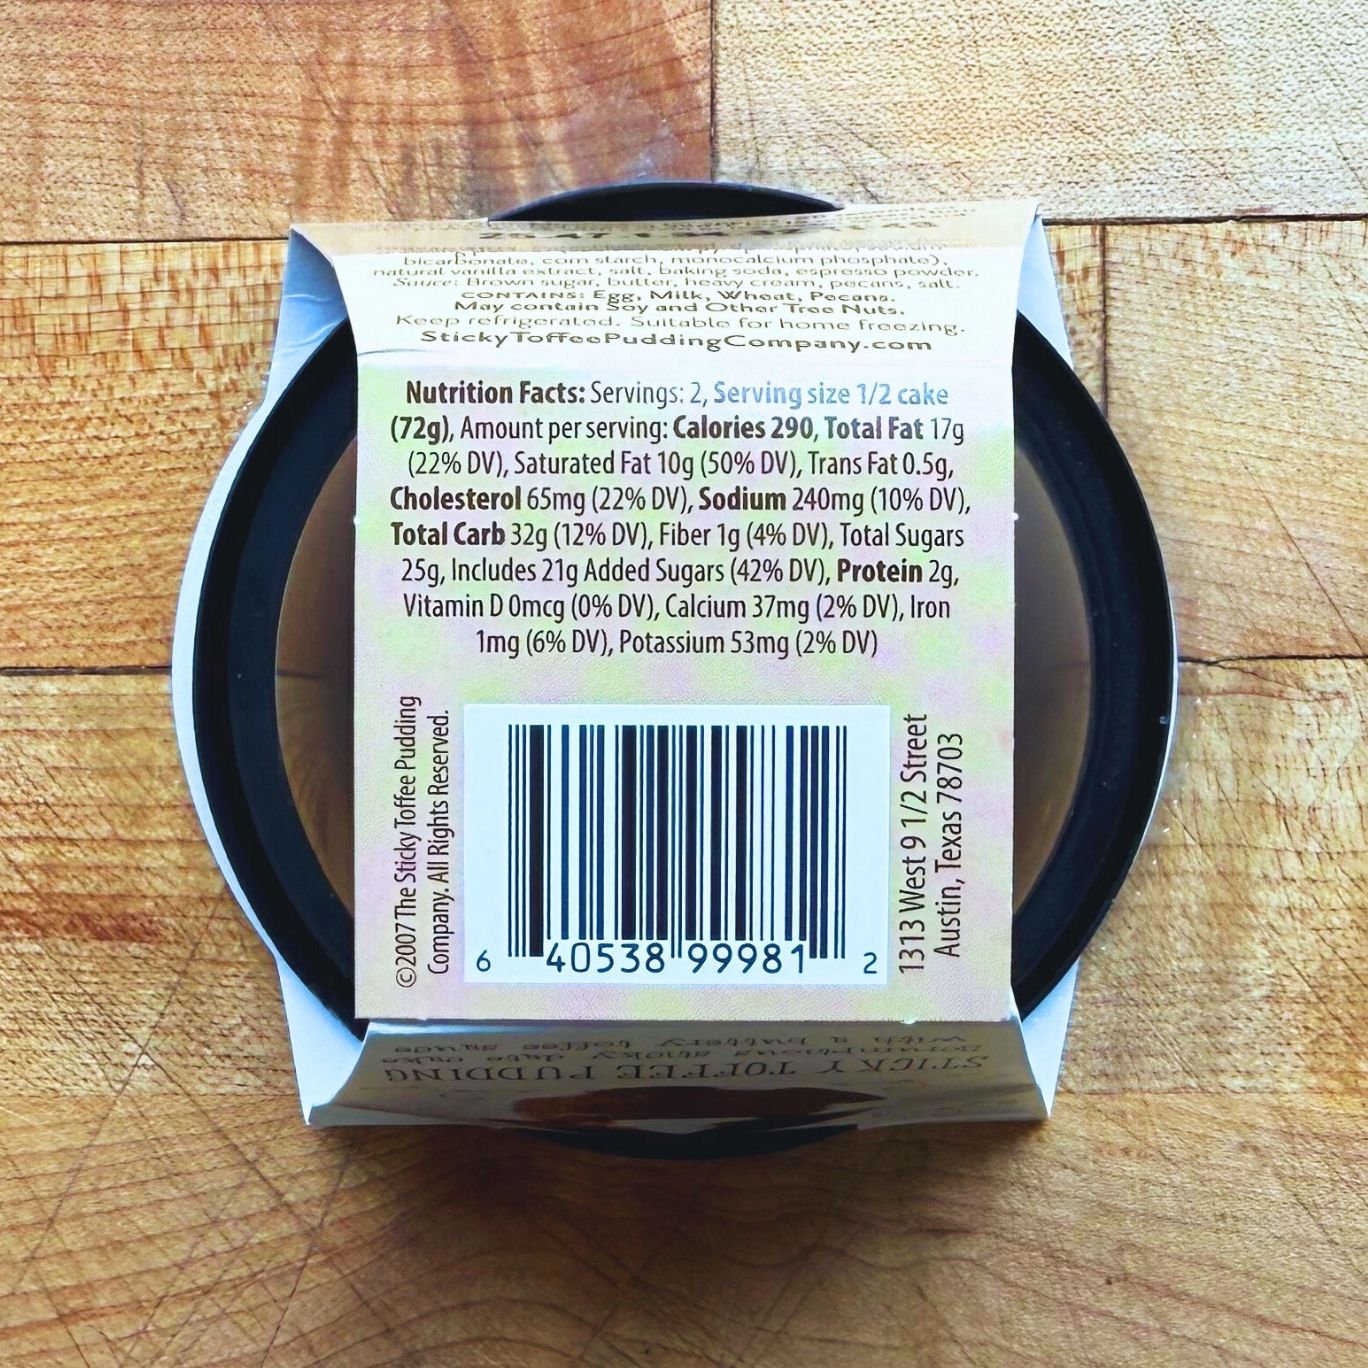 bicarbonate, corn starch, monocalcium phosphate),
natural vanilla extract, salt, baking soda, espresso powder.
Sauce: Brown sugar, butter, heavy cream, pecans, salt.
CONTAINS: Egg, Milk, Wheat, Pecans.
May contain Soy and Other Tree Nuts.
Keep refrigerated. Suitable for home freezing.
StickyToffeePuddingCompany.com
Nutrition Facts: Servings: 2, Serving size 1/2 cake
(72g), Amount per serving: Calories 290, Total Fat 17g
(22% DV), Saturated Fat 10g (50% DV), Trans Fat 0.5g,
Cholesterol 65mg (22% DV), Sodium 240mg (10% DV),
Total Carb 32g (12% DV), Fiber 1g (4% DV), Total Sugars
25g, Includes 21g Added Sugars (42% DV), Protein 2g,
Vitamin D 0mcg (0% DV), Calcium 37mg (2% DV), Iron
1mg (6% DV), Potassium 53mg (2% DV)
©2007 The Sticky Toffee Pudding
Company. All Rights Reserved.
6 40538 99981 2
1313 West 9 1/2 Street
Austin, Texas 78703
STICKY TOFFEE PUDDING
scrumptious sticky date cake
with a buttery toffee sauce